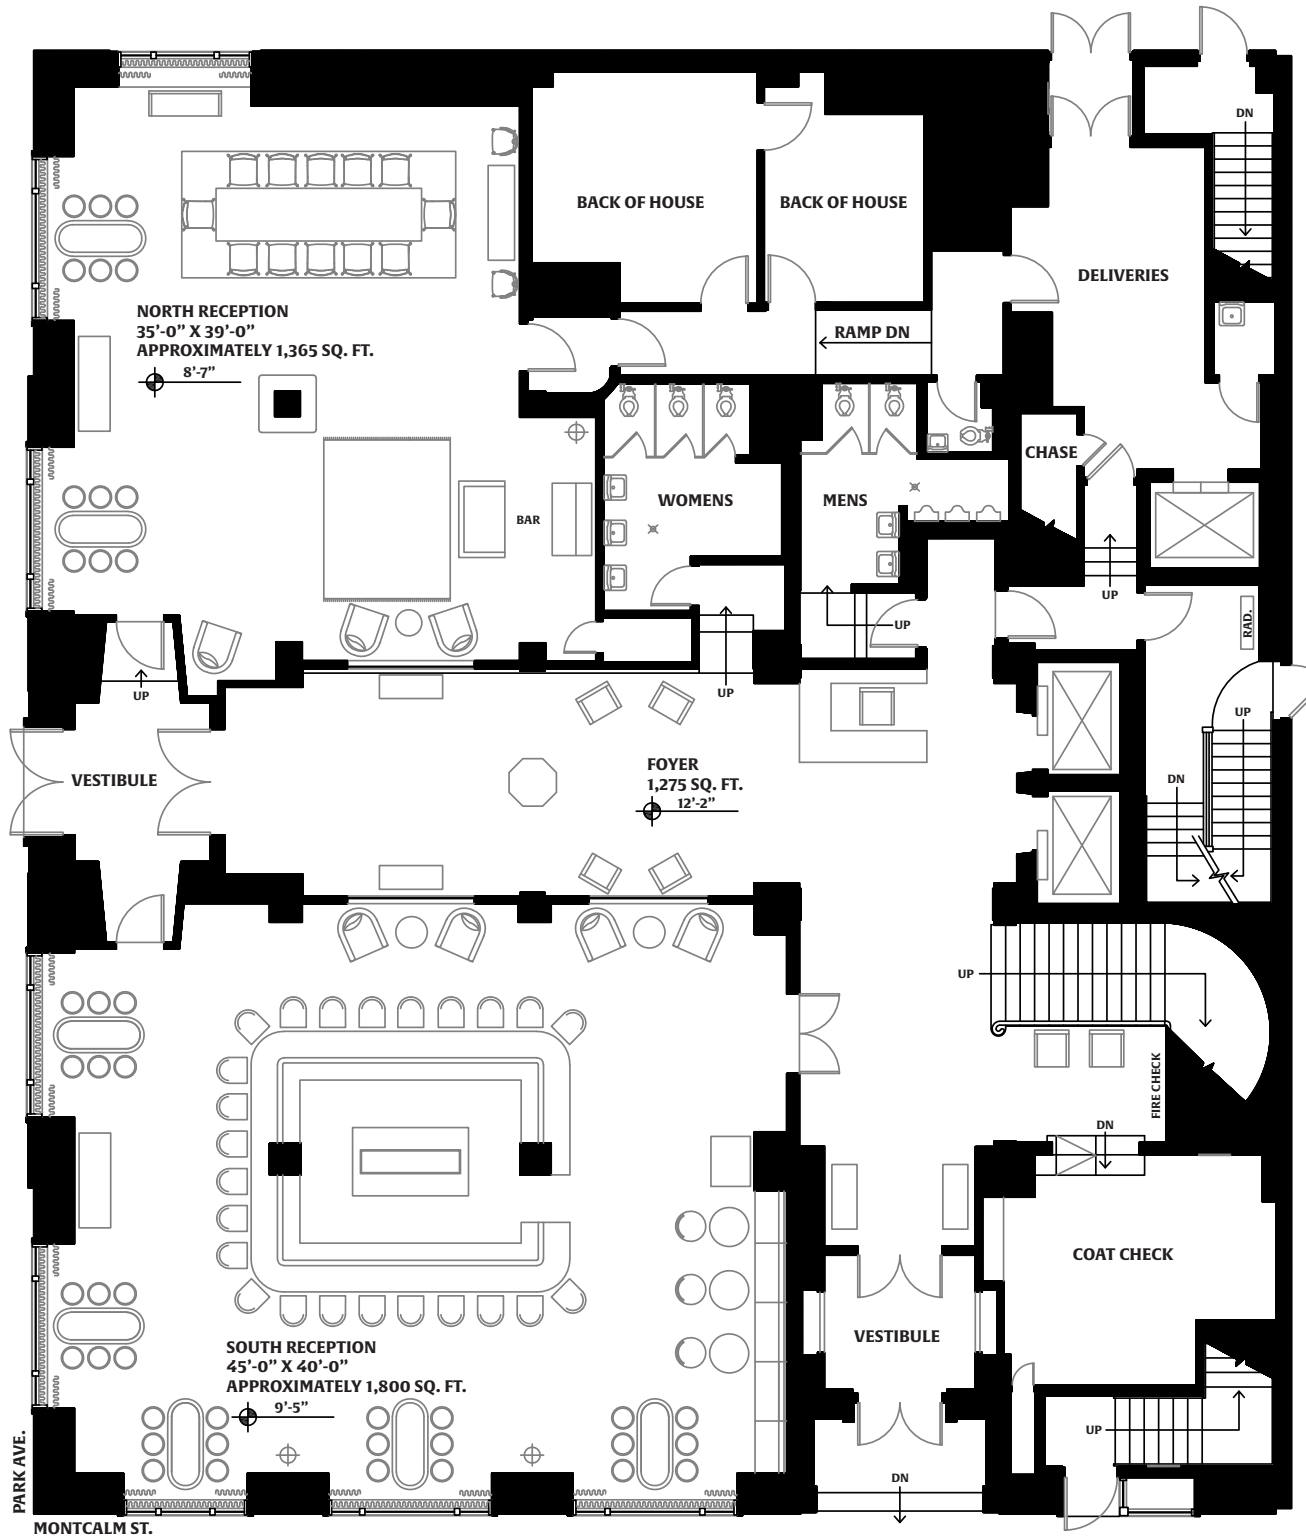 DN
BACK OF HOUSE
BACK OF HOUSE
DELIVERIES
NORTH RECEPTION
35’-0” X 39’-0”
APPROXIMATELY 1,365 SQ. FT.
8’-7”
RAMP DN
CHASE
WOMENS
MENS
BAR
UP
UP
RAD.
UP
UP
UP
UP
VESTIBULE
FOYER
1,275 SQ. FT.
12’-2”
DN
UP
FIRE CHECK
DN
COAT CHECK
VESTIBULE
SOUTH RECEPTION
45’-0” X 40’-0”
APPROXIMATELY 1,800 SQ. FT.
9’-5”
UP
DN
PARK AVE.
MONTCALM ST.